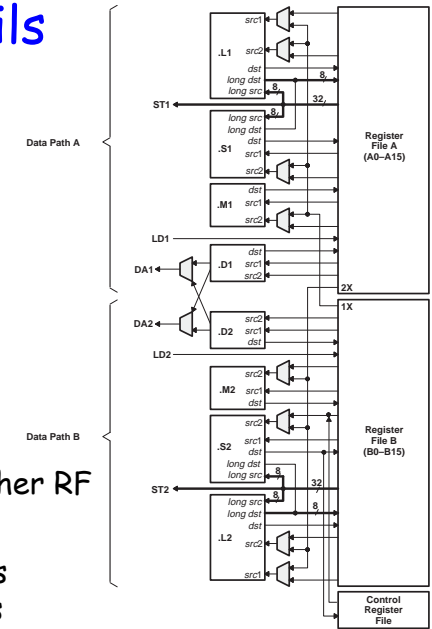 ils
src1
.L1
src2
dst
long dst
8
long src
8
ST1
32
long src
8
long dst
dst
.S1
src1
src2
Data Path A
Register
File A
(A0–A15)
dst
.M1
src1
src2
LD1
dst
.D1
src1
src2
DA1
2X
1X
DA2
src2
.D2
src1
dst
LD2
src2
.M2
src1
dst
Data Path B
src2
.S2
src1
dst
long dst
long src
8
Register
File B
(B0–B15)
her RF
ST2
32
long src
8
long dst
8
dst
.L2
src2
src1
s
s
Control
Register
File